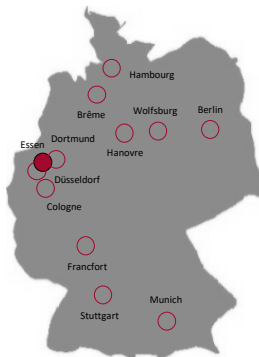 Hambourg
Brême
Wolfsburg
Berlin
Essen
Dortmund
Hanovre
Düsseldorf
Cologne
Francfort
Stuttgart
Munich